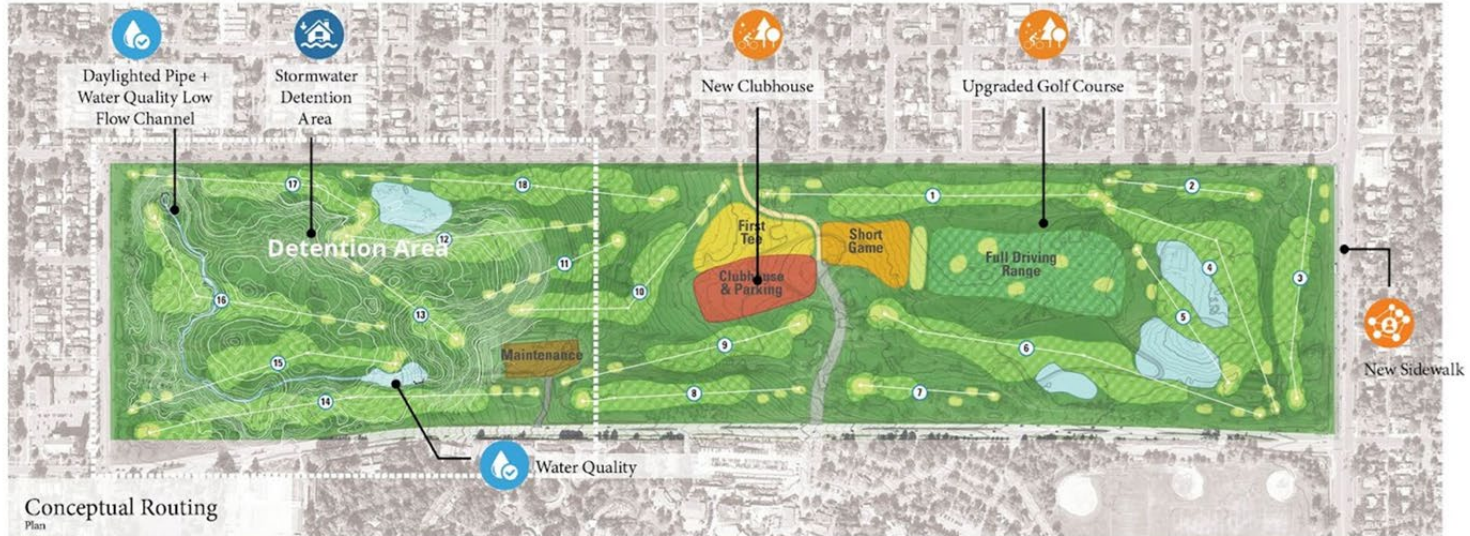 Daylighted Pipe +
Water Quality Low
Flow Channel
Stormwater
Detention
Area
New Clubhouse
Upgraded Golf Course
17
18
1
2
12
Detention Area
First
Tee
Short
Game
Full Driving
Range
11
10
4
3
16
13
Clubhouse
& Parking
5
9
6
15
Maintenance
14
8
7
New Sidewalk
Water Quality
Conceptual Routing
Plan